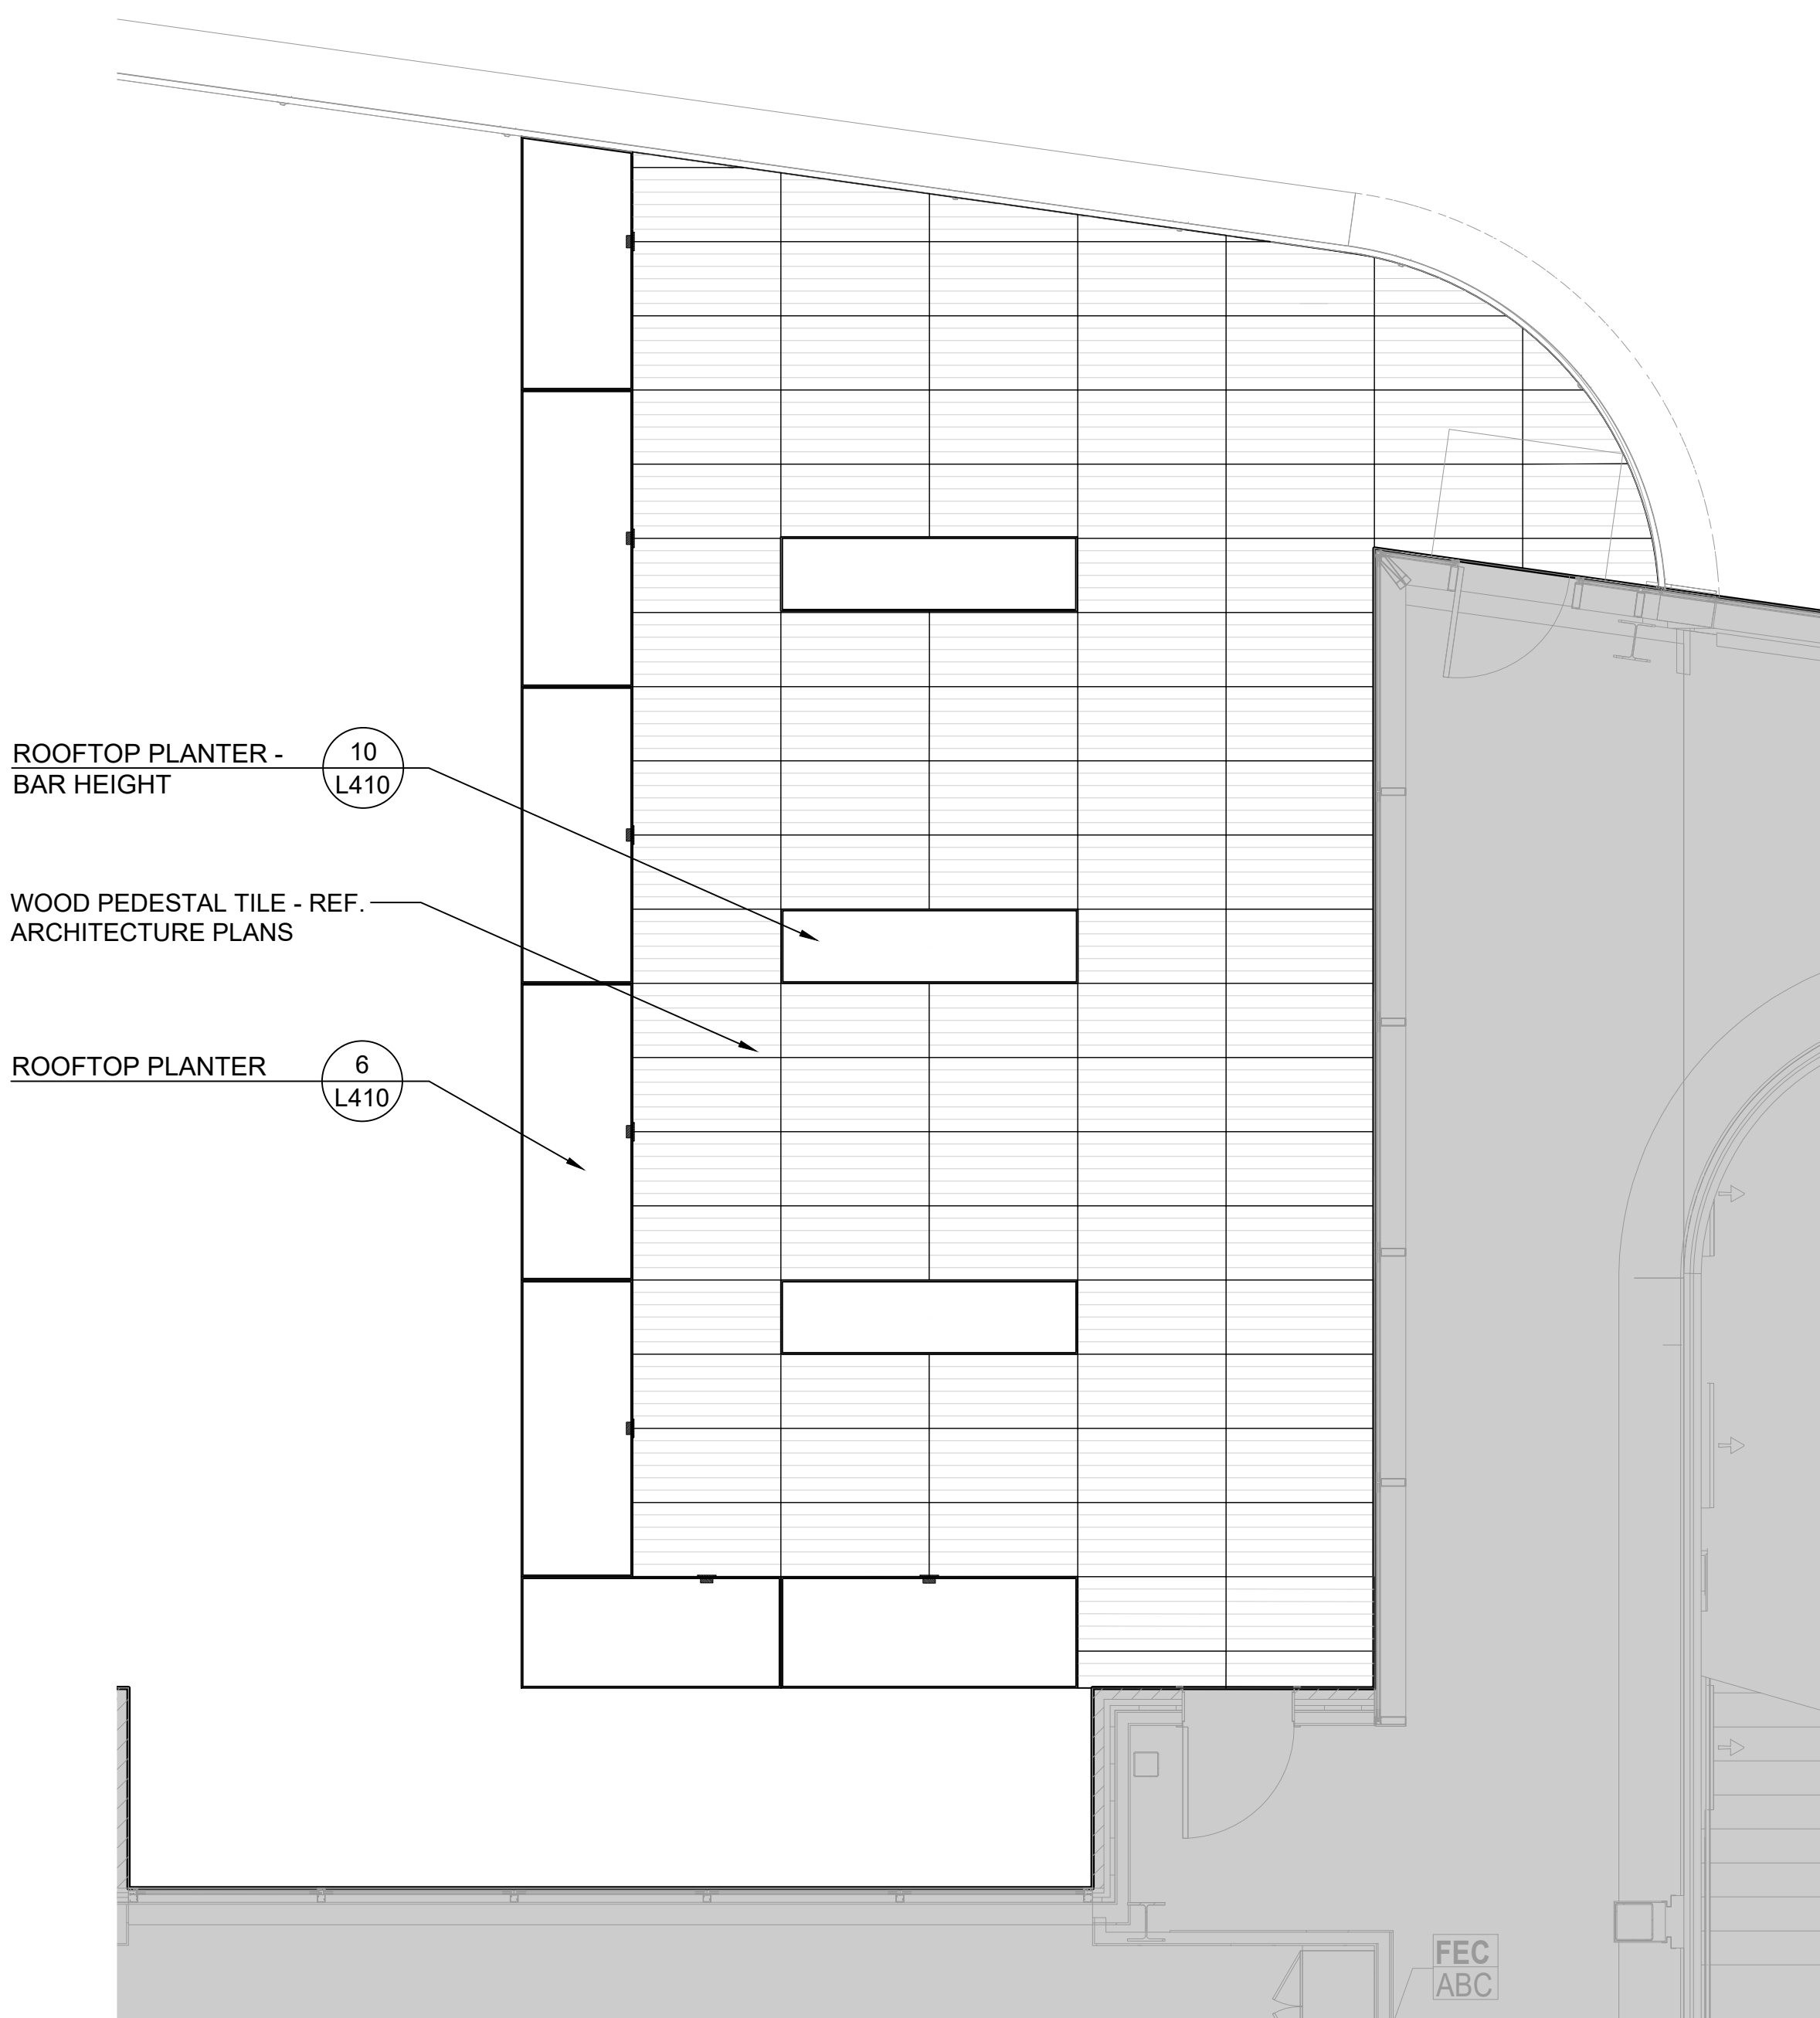 ROOFTOP PLANTER -
BAR HEIGHT
10
L410
WOOD PEDESTAL TILE - REF.
ARCHITECTURE PLANS
ROOFTOP PLANTER
6
L410
FEC
ABC